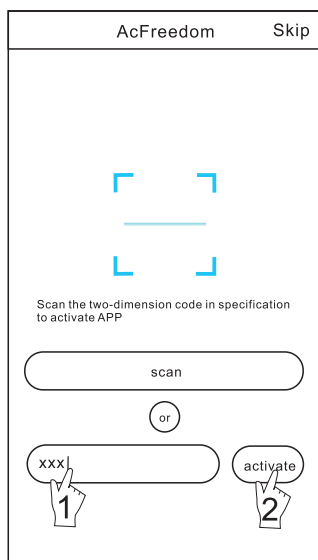 AcFreedom Skip
Scan the two-dimension code in specification
to activate APP
scan
or
xxx activate
1 2